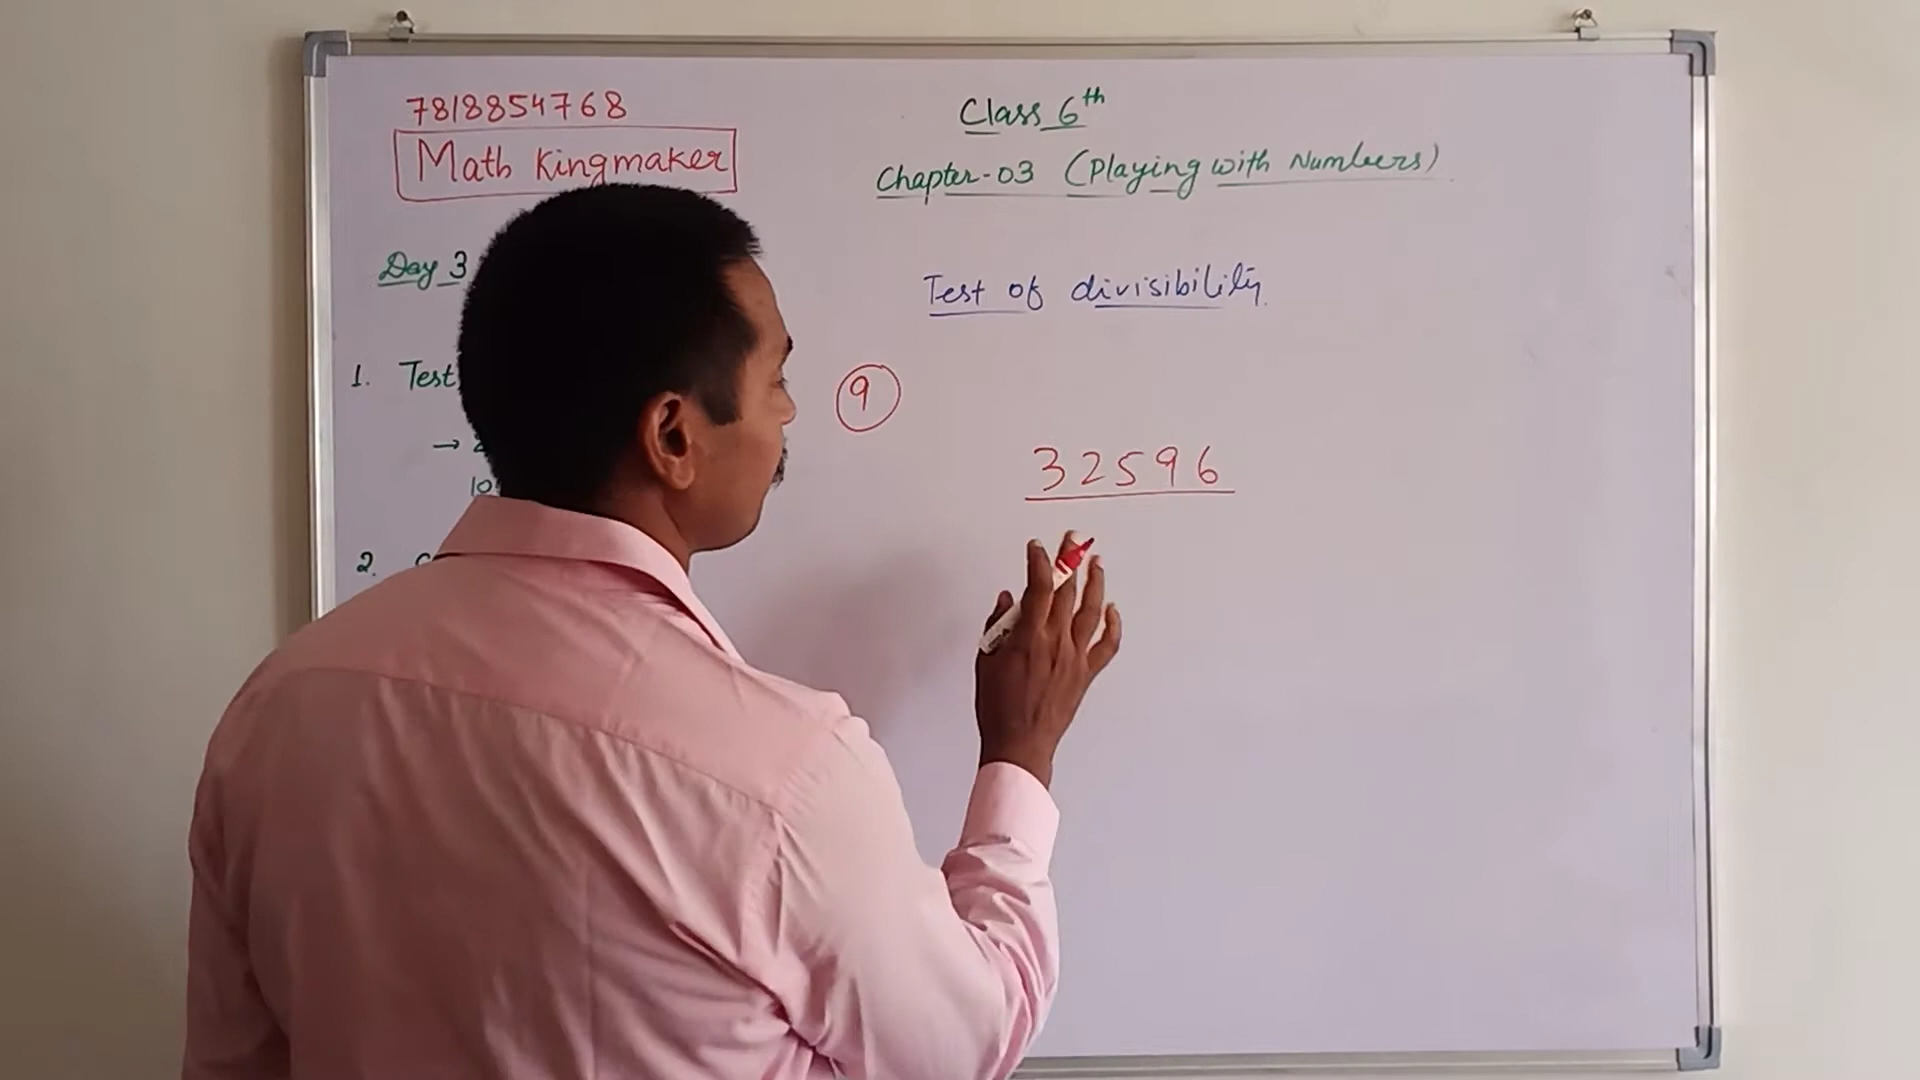 7818854768
Math Kingmaker
Class 6th
Chapter-03 (Playing with Numbers)
Day 3
Test of divisibility
1. Test
9
32596
→
2.